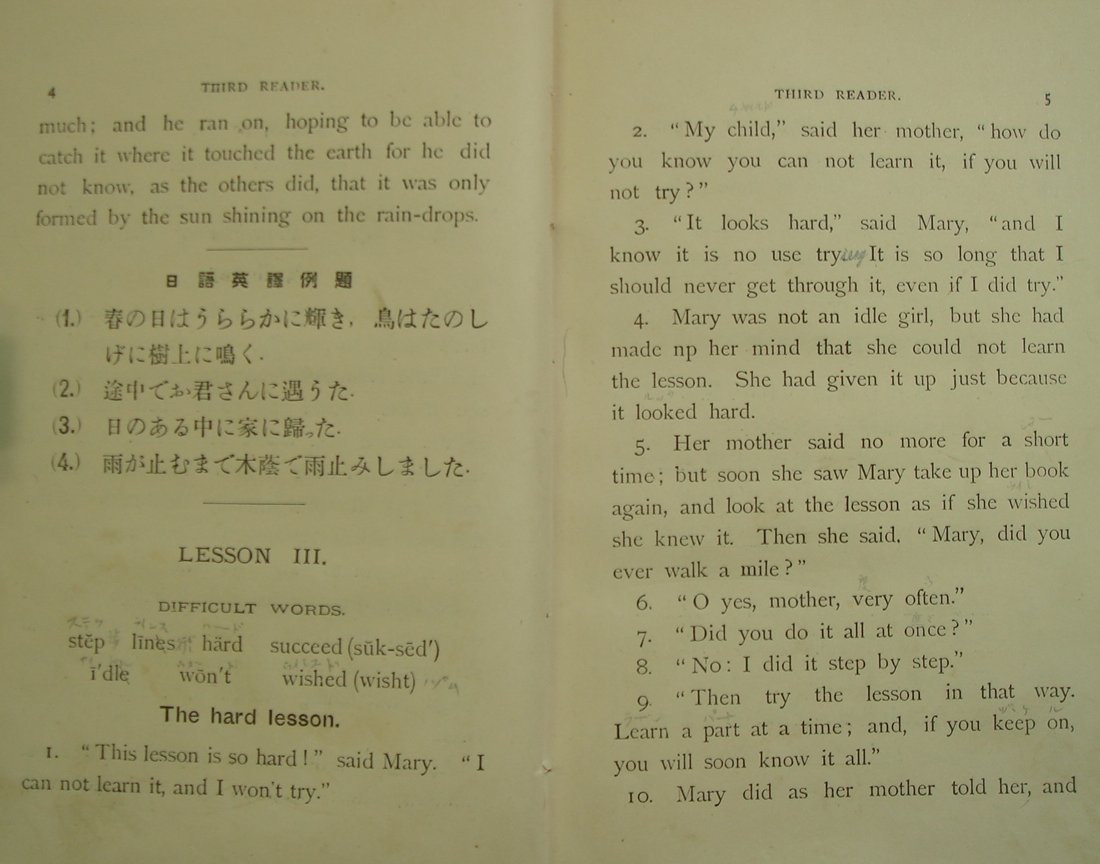 4 THIRD READER.
much; and he ran on, hoping to be able to
catch it where it touched the earth for he did
not know, as the others did, that it was only
formed by the sun shining on the rain-drops.
日語英譯例題
(1.) 春の日はうららかに輝き，鳥はたのし
げに樹上に鳴く．
(2.) 途中でお君さんに遇うた．
(3.) 日のある中に家に歸った．
(4.) 雨が止むまで木蔭で雨止みしました．
LESSON III.
DIFFICULT WORDS.
ステップ ハード
stĕp līnes härd succeed (sŭk-sēd′)
ī′dle wōn't wished (wisht)
The hard lesson.
1. “This lesson is so hard!” said Mary. “I
can not learn it, and I won't try.”
THIRD READER. 5
2. “My child,” said her mother, “how do
you know you can not learn it, if you will
not try?”
3. “It looks hard,” said Mary, “and I
know it is no use try ing It is so long that I
should never get through it, even if I did try.”
4. Mary was not an idle girl, but she had
made np her mind that she could not learn
the lesson. She had given it up just because
it looked hard.
5. Her mother said no more for a short
time; but soon she saw Mary take up her book
again, and look at the lesson as if she wished
she knew it. Then she said. “Mary, did you
ever walk a mile?”
6. “O yes, mother, very often.”
7. “Did you do it all at once?”
8. “No: I did it step by step.”
9. “Then try the lesson in that way.
Learn a part at a time; and, if you keep on,
you will soon know it all.”
10. Mary did as her mother told her, and